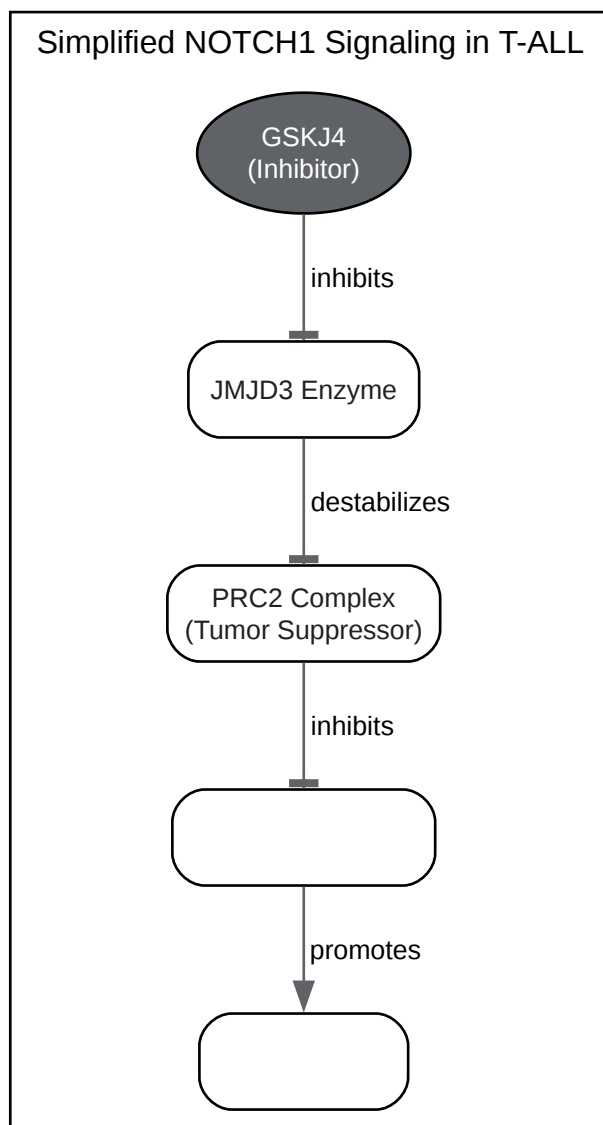 Simplified NOTCH1 Signaling in T-ALL
GSKJ4
(Inhibitor)
inhibits
JMJD3 Enzyme
destabilizes
PRC2 Complex
(Tumor Suppressor)
inhibits
promotes